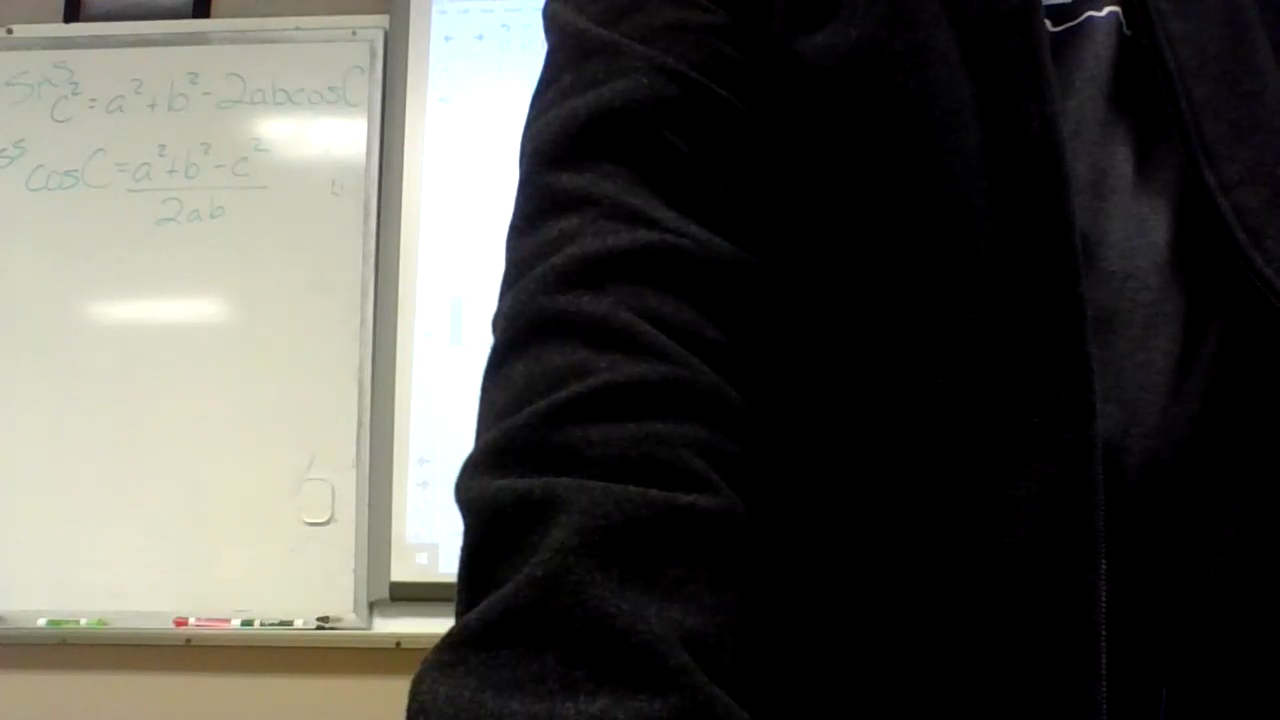 c² = a² + b² - 2abcosC
cosC = a² + b² - c²
2ab